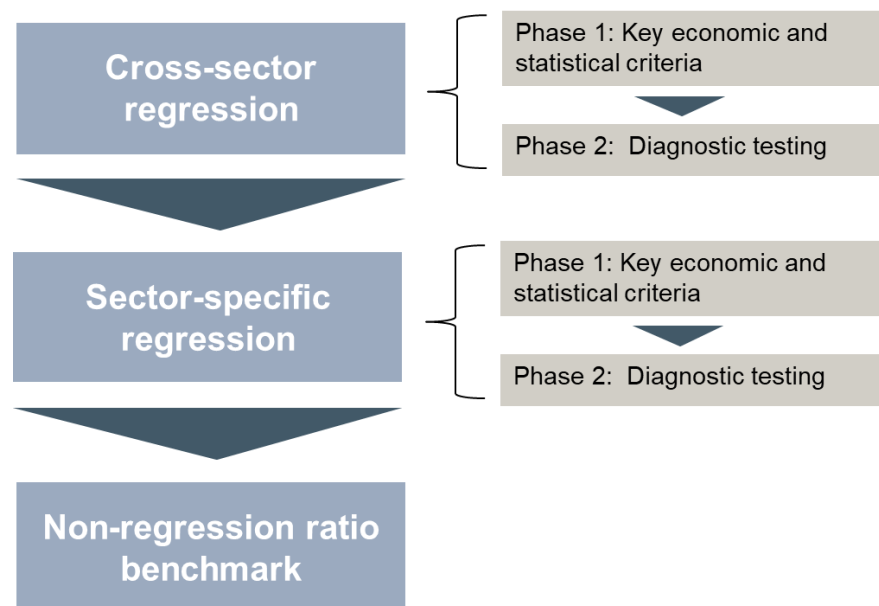 Cross-sector
regression
Phase 1: Key economic and
statistical criteria
Phase 2:  Diagnostic testing
Sector-specific
regression
Phase 1: Key economic and
statistical criteria
Phase 2:  Diagnostic testing
Non-regression ratio
benchmark